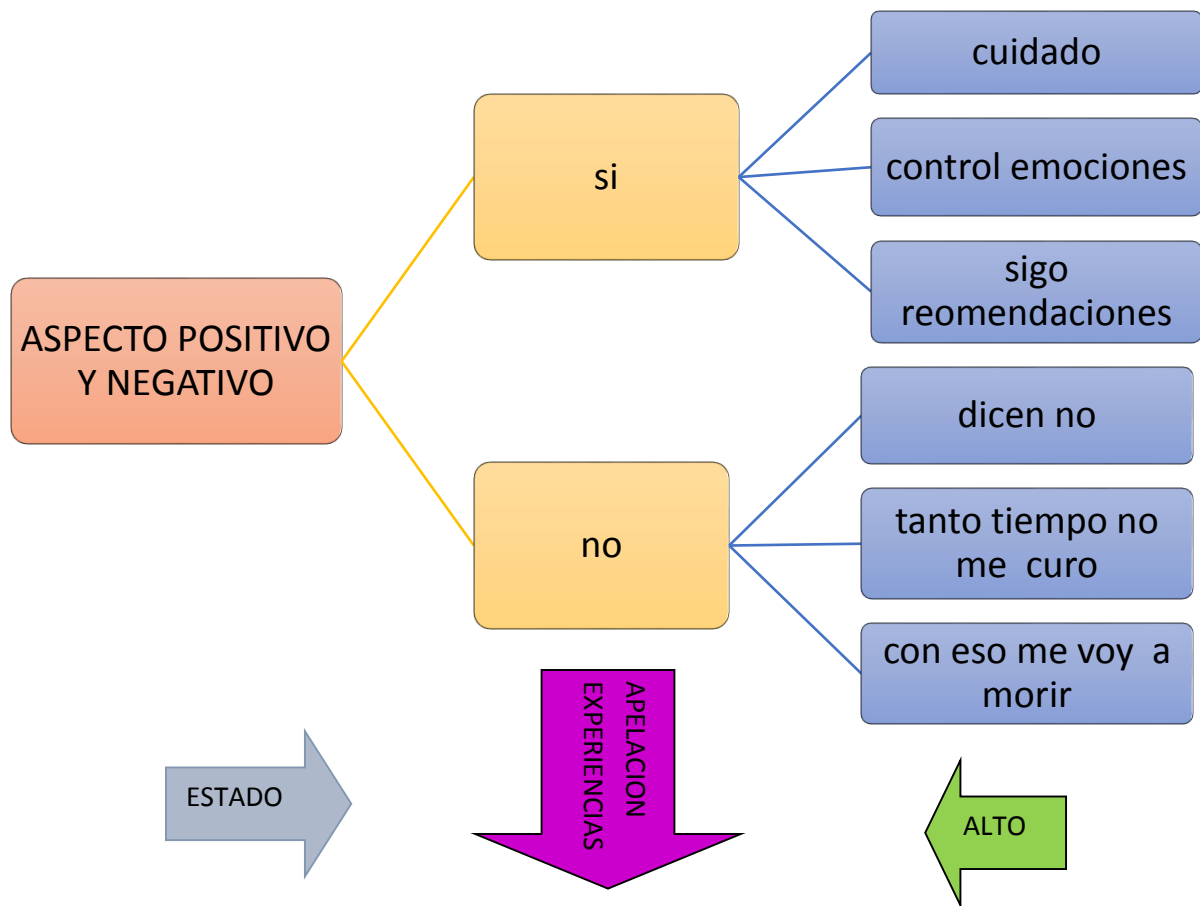 cuidado
si
control emociones
sigo
reomendaciones
ASPECTO POSITIVO
Y NEGATIVO
dicen no
no
tanto tiempo no
me curo
con eso me voy a
morir
APELACION
EXPERIENCIAS
ESTADO
ALTO